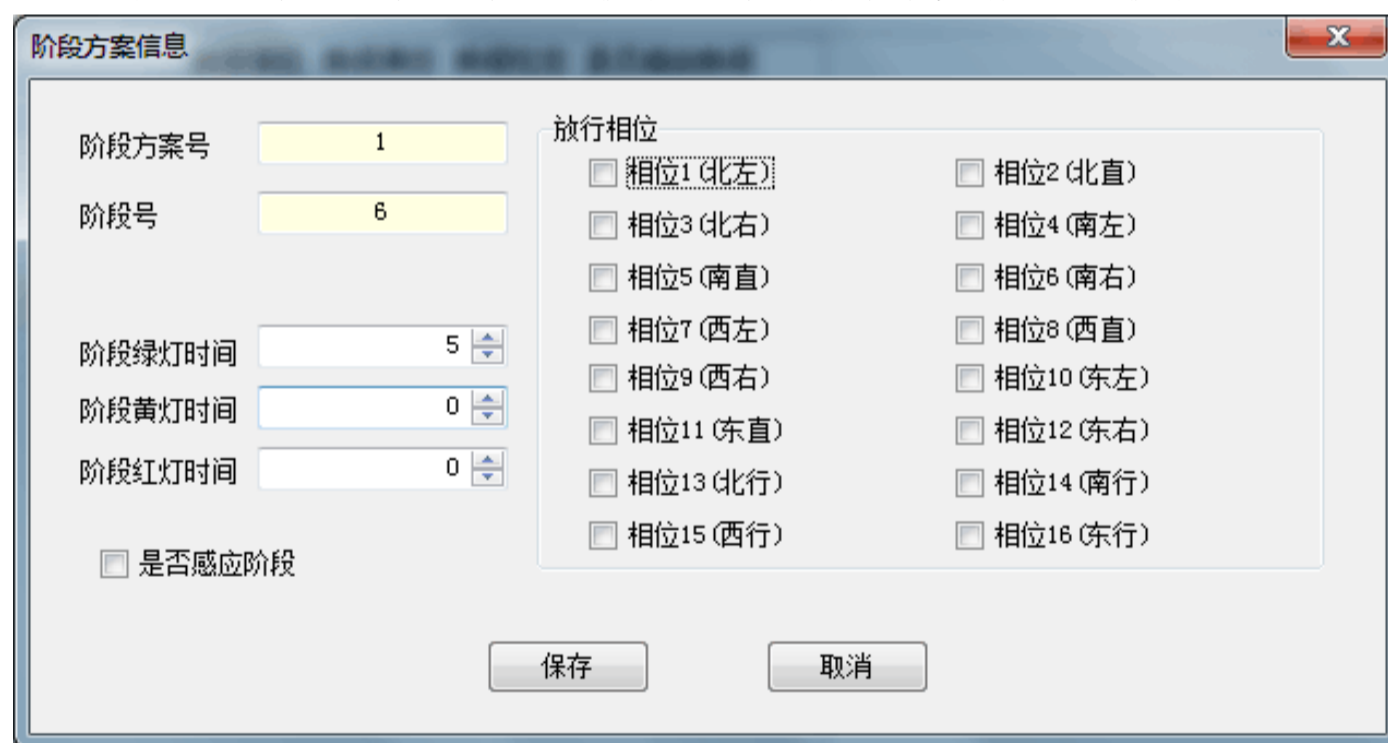 阶段方案信息
阶段方案号 1
阶段号 6
阶段绿灯时间 5
阶段黄灯时间 0
阶段红灯时间 0
是否感应阶段
放行相位
相位1(北左) 相位2(北直)
相位3(北右) 相位4(南左)
相位5(南直) 相位6(南右)
相位7(西左) 相位8(西直)
相位9(西右) 相位10(东左)
相位11(东直) 相位12(东右)
相位13(北行) 相位14(南行)
相位15(西行) 相位16(东行)
保存 取消